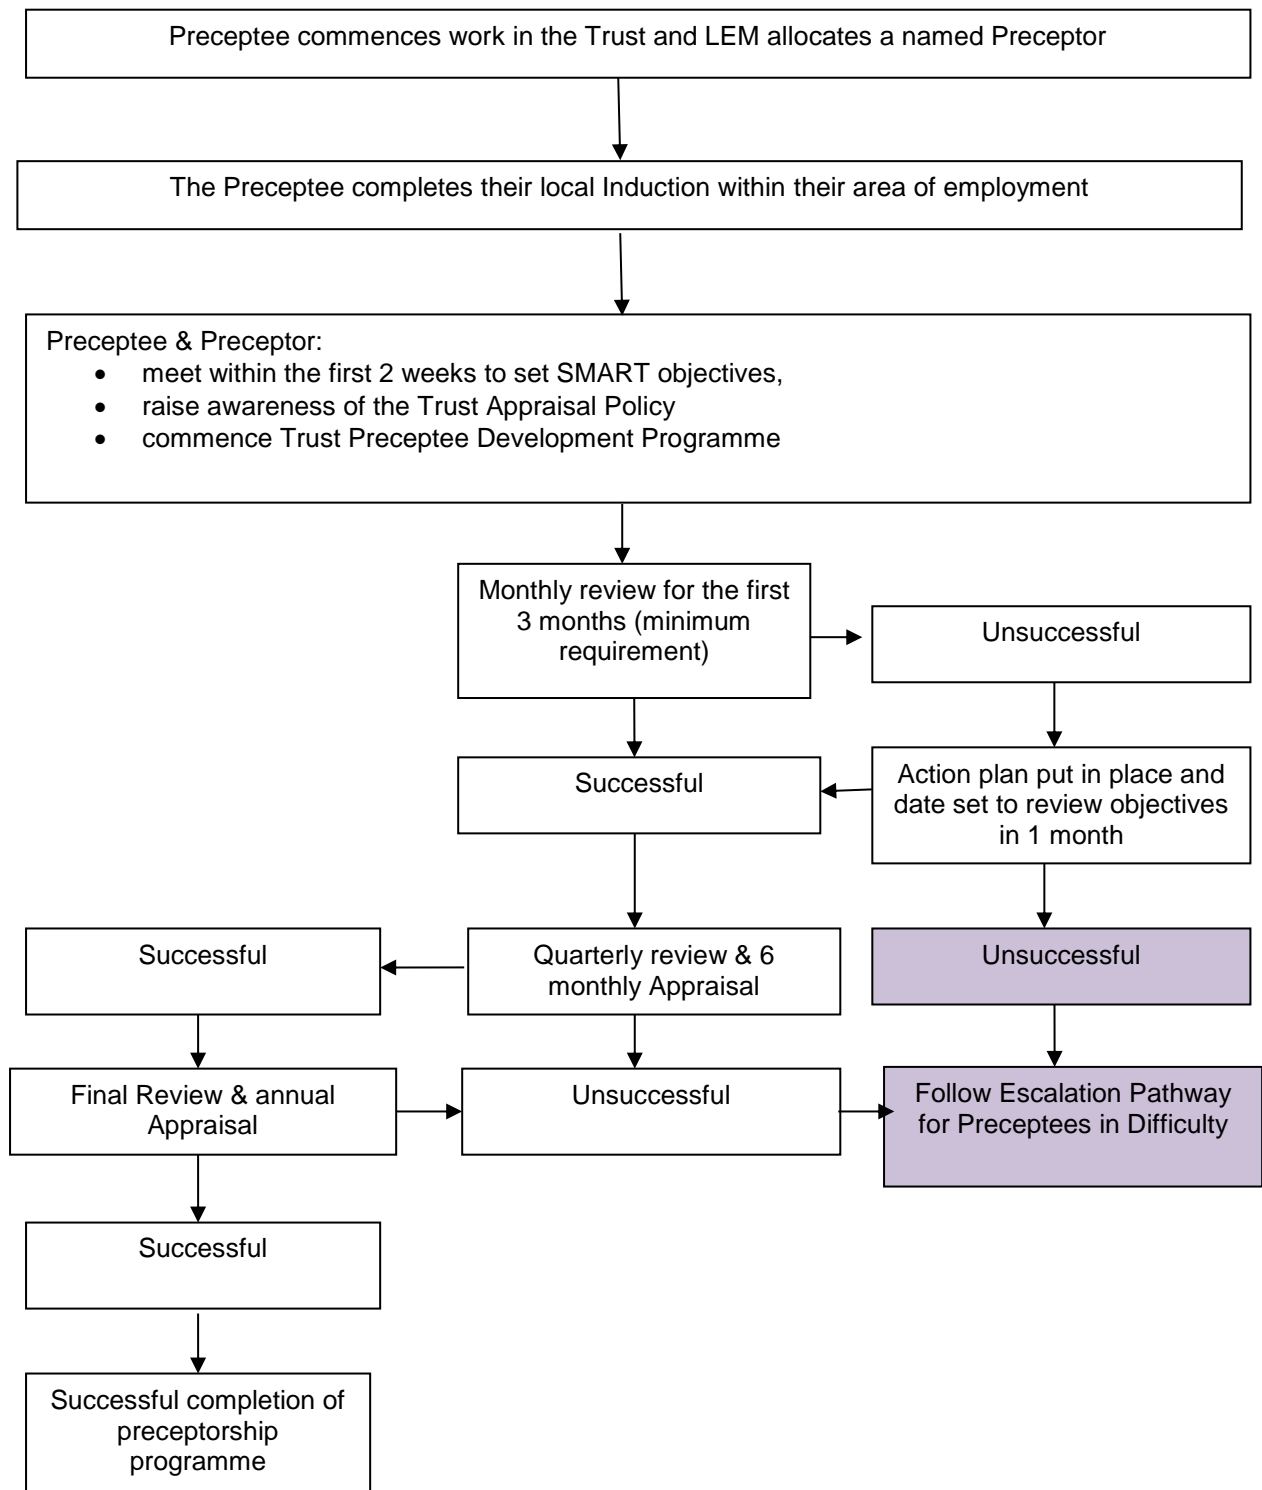 Preceptee commences work in the Trust and LEM allocates a named Preceptor
The Preceptee completes their local Induction within their area of employment
Preceptee & Preceptor:
• meet within the first 2 weeks to set SMART objectives,
• raise awareness of the Trust Appraisal Policy
• commence Trust Preceptee Development Programme
Monthly review for the first
3 months (minimum
requirement)
Unsuccessful
Successful
Action plan put in place and
date set to review objectives
in 1 month
Successful
Quarterly review & 6
monthly Appraisal
Unsuccessful
Final Review & annual
Appraisal
Unsuccessful
Follow Escalation Pathway
for Preceptees in Difficulty
Successful
Successful completion of
preceptorship
programme